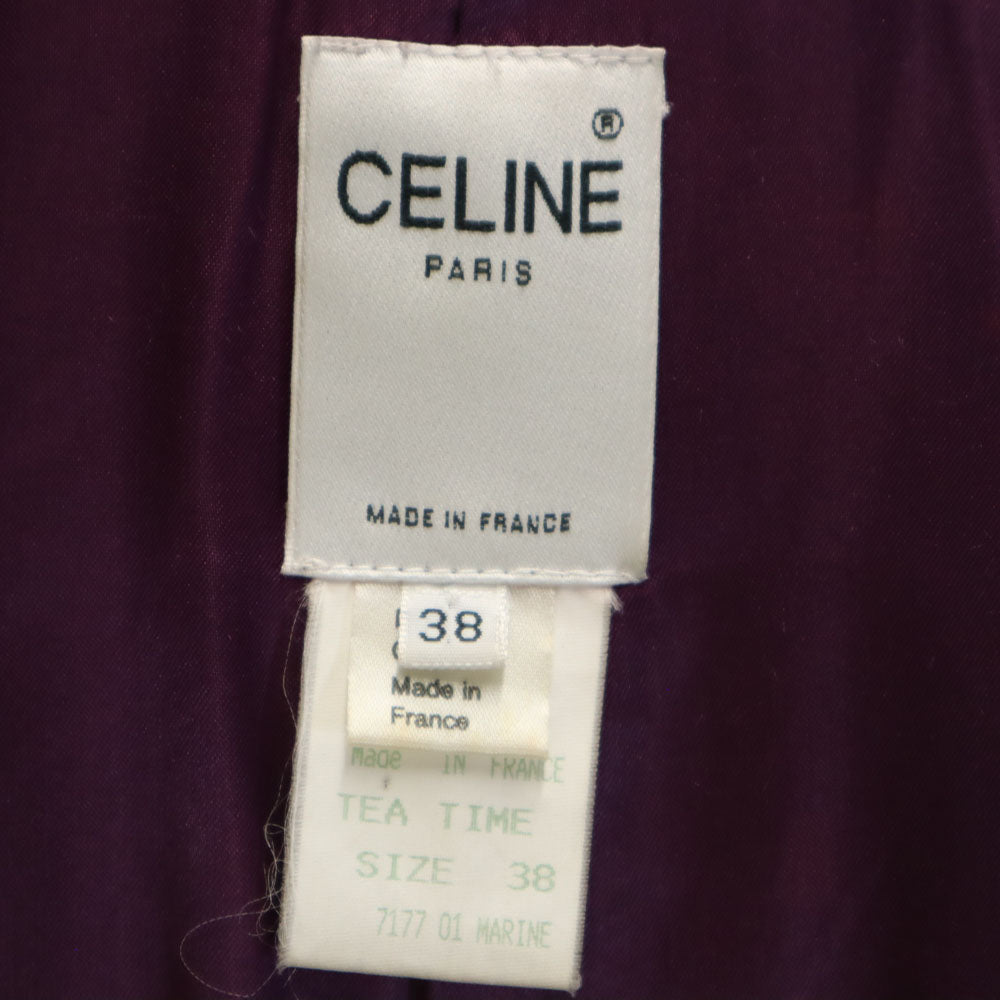 ®
CELINE
PARIS
MADE IN FRANCE
38
Made in
France
Made IN FRANCE
TEA TIME
SIZE 38
7177 01 MARINE